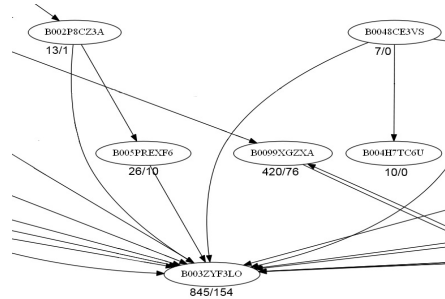 B002P8CZ3A
13/1
B0048CE3VS
7/0
B005PREXF6
26/10
B0099XGZXA
420/76
B004H7TC6U
10/0
B003ZYF3LO
845/154